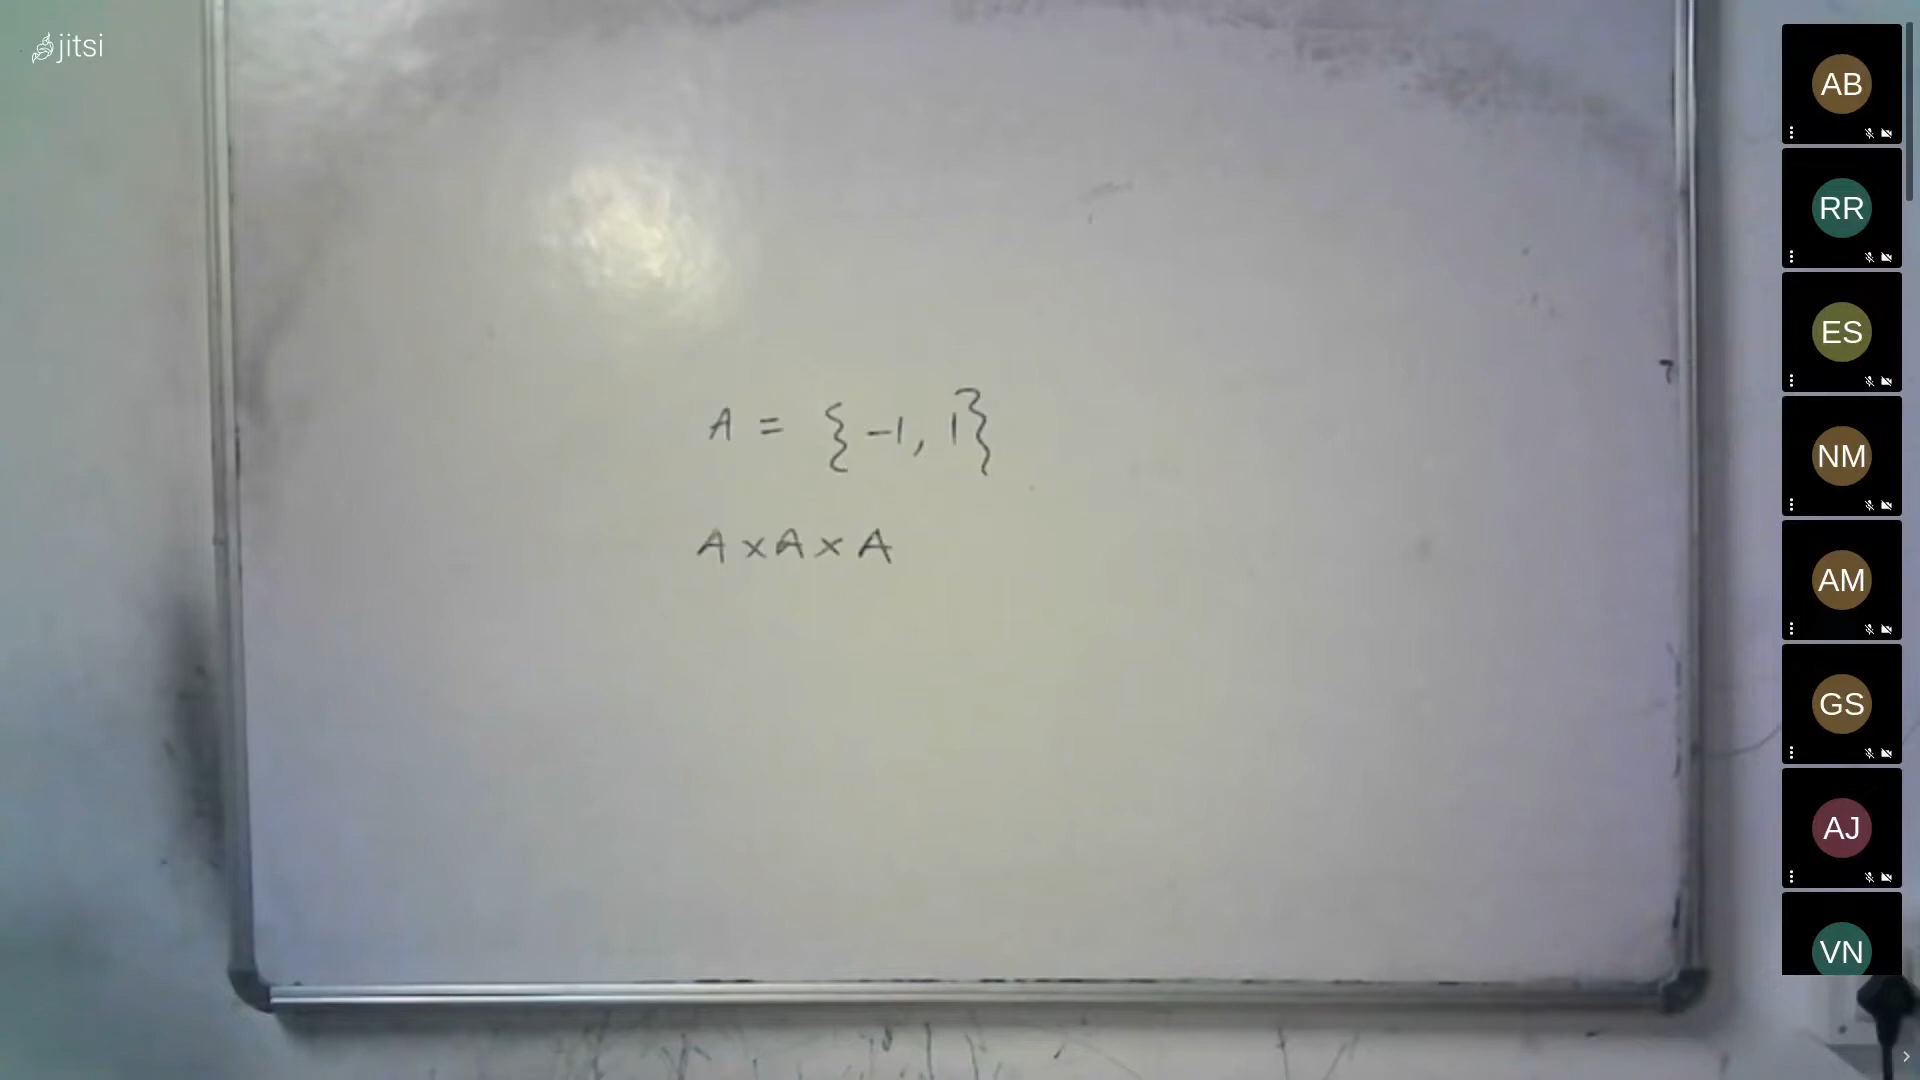 jitsi
A = {-1, 1}
A x A x A
AB
RR
ES
NM
AM
GS
AJ
VN